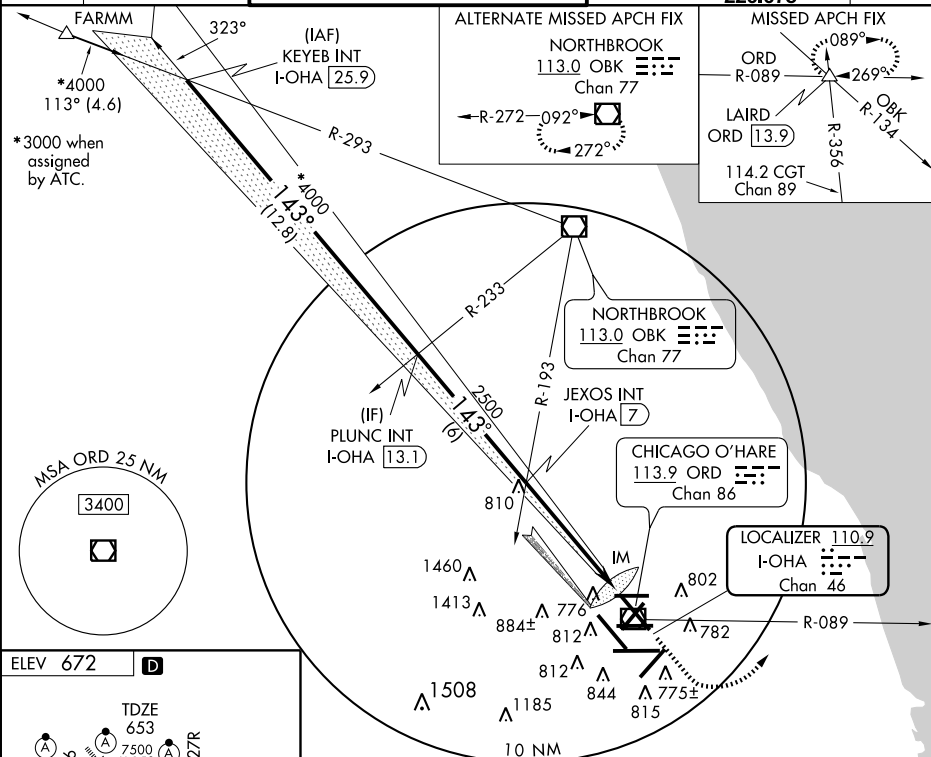 FARMM
*4000
113° (4.6)
*3000 when
assigned
by ATC.
323°
(IAF)
KEYEB INT
I-OHA 25.9
R-293
*4000
143°
(12.8)
ALTERNATE MISSED APCH FIX
NORTHBROOK
113.0 OBK
Chan 77
R-272
092°
272°
MISSED APCH FIX
089°
ORD
R-089
269°
LAIRD
ORD 13.9
OBK
R-134
R-356
114.2 CGT
Chan 89
R-233
NORTHBROOK
113.0 OBK
Chan 77
R-193
2500
143°
(6)
(IF)
PLUNC INT
I-OHA 13.1
JEXOS INT
I-OHA 7
CHICAGO O'HARE
113.9 ORD
Chan 86
LOCALIZER 110.9
I-OHA
Chan 46
MSA ORD 25 NM
3400
810
IM
1460
1413
884±
776
802
812
782
R-089
812
844
775±
815
1508
1185
10 NM
ELEV 672
D
TDZE
653
A
A
7500
A
27R